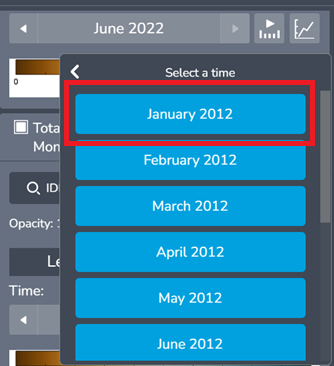 June 2022
0
Select a time
January 2012
February 2012
March 2012
April 2012
May 2012
June 2012
Tota
Mon
ID
Opacity:
Le
Time: